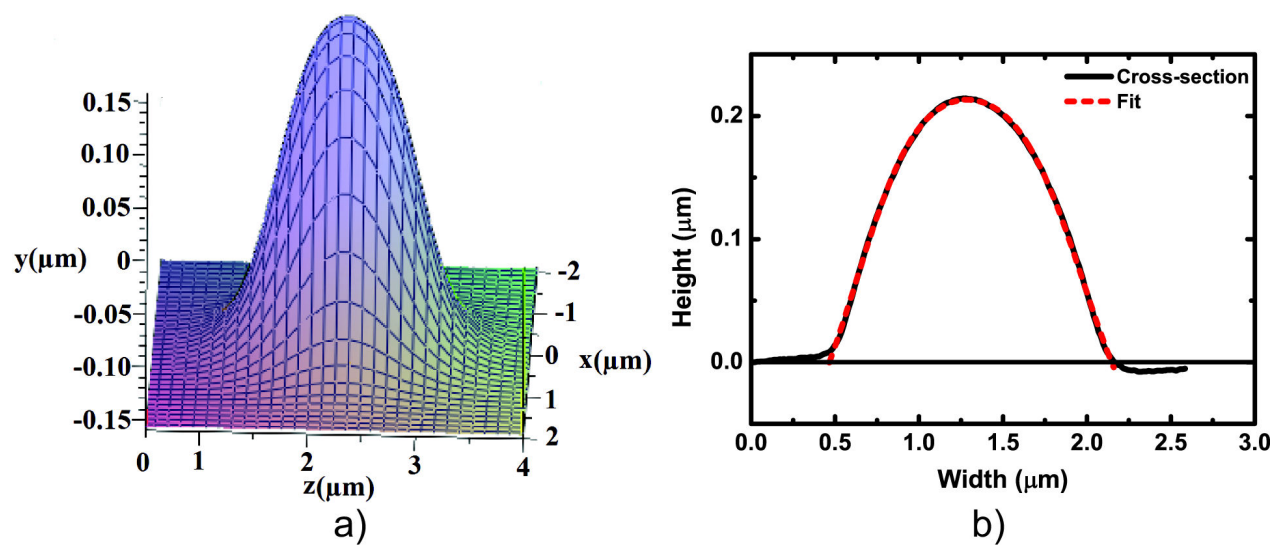 0.15
0.10
0.05
y(μm) 0
-0.05
-0.10
-0.15
0 1 2 3 4
z(μm)
-2
-1
0
x(μm)
1
2
a)
Cross-section
Fit
0.2
0.1
0.0
Height (μm)
0.0 0.5 1.0 1.5 2.0 2.5 3.0
Width (μm)
b)